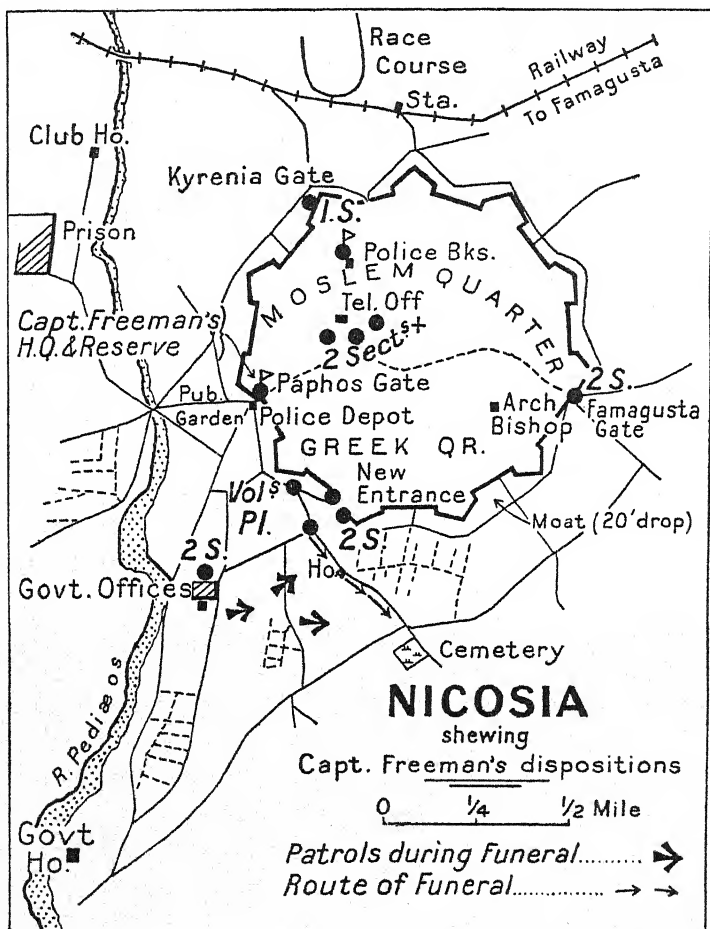 Race
Course
Railway
To Famagusta
Sta.
Club Ho.
Kyrenia Gate
1.S.
Prison
Police Bks.
MOSLEM QUARTER
Tel. Off
Capt. Freeman's
H.Q. & Reserve
2 Sects+
2 S.
Paphos Gate
Pub.
Garden
Police Depot
Arch
Bishop
Famagusta
Gate
GREEK QR.
New
Entrance
Vols
Pl.
2 S.
Moat (20' drop)
2 S.
Ho.
Govt. Offices
Cemetery
R. Pediæos
Govt
Ho.
NICOSIA
shewing
Capt. Freeman's dispositions
0 1/4 1/2 Mile
Patrols during Funeral..........
Route of Funeral...............